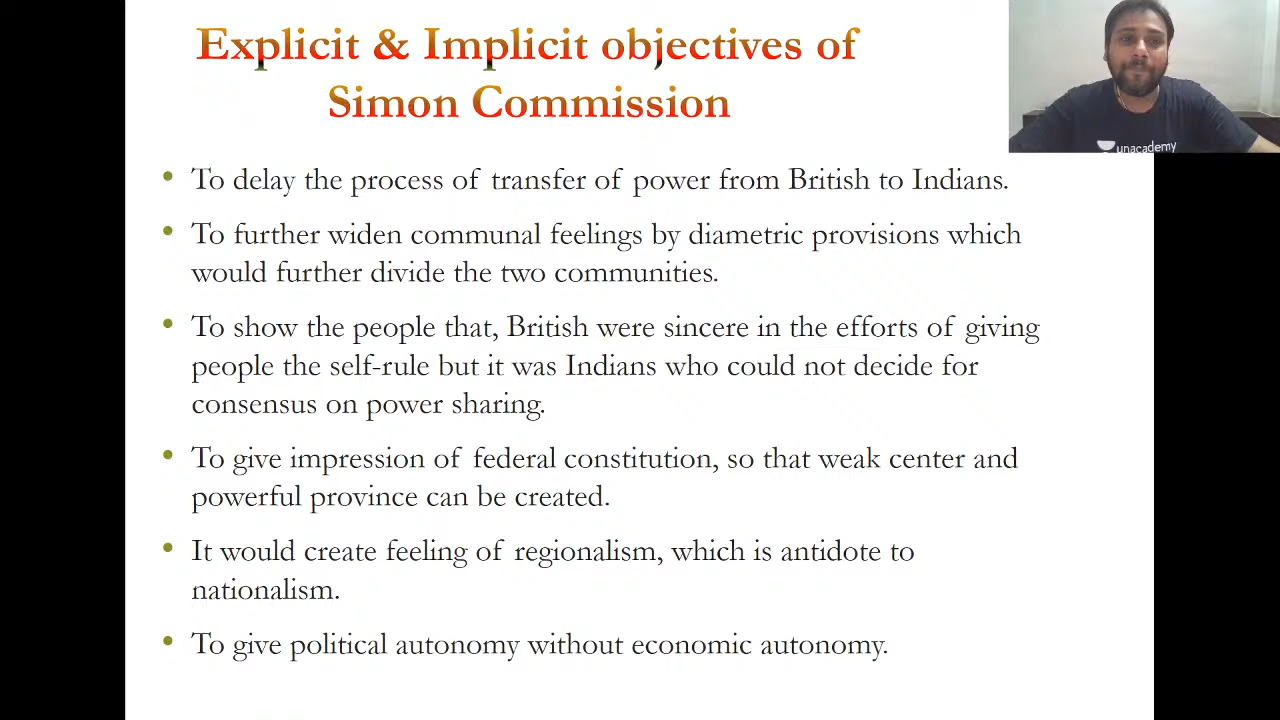 Explicit & Implicit objectives of
Simon Commission
unacademy
• To delay the process of transfer of power from British to Indians.
• To further widen communal feelings by diametric provisions which
would further divide the two communities.
• To show the people that, British were sincere in the efforts of giving
people the self-rule but it was Indians who could not decide for
consensus on power sharing.
• To give impression of federal constitution, so that weak center and
powerful province can be created.
• It would create feeling of regionalism, which is antidote to
nationalism.
• To give political autonomy without economic autonomy.